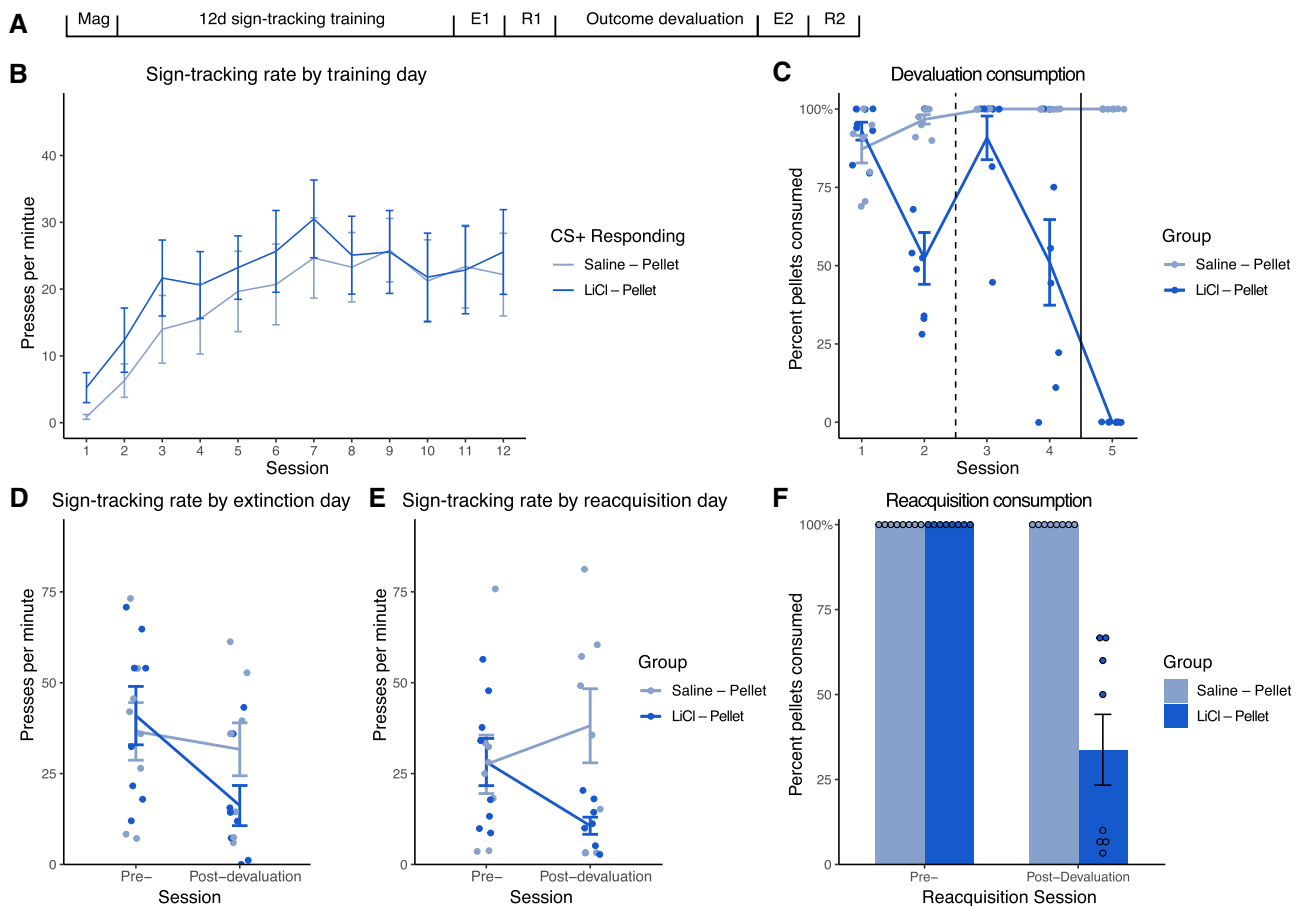 A
Mag 12d sign-tracking training E1 R1 Outcome devaluation E2 R2
B
Sign-tracking rate by training day
Presses per mintue
40
30
20
10
0
1 2 3 4 5 6 7 8 9 10 11 12
Session
CS+ Responding
Saline – Pellet
LiCl – Pellet
C
Devaluation consumption
Percent pellets consumed
100%
75
50
25
0
1 2 3 4 5
Session
Group
Saline – Pellet
LiCl – Pellet
D
Sign-tracking rate by extinction day
Presses per minute
75
50
25
0
Pre– Post–devaluation
Session
E
Sign-tracking rate by reacquisition day
Presses per minute
75
50
25
0
Pre– Post–devaluation
Session
Group
Saline – Pellet
LiCl – Pellet
F
Reacquisition consumption
Percent pellets consumed
100%
75
50
25
0
Pre– Post–Devaluation
Reacquisition Session
Group
Saline – Pellet
LiCl – Pellet